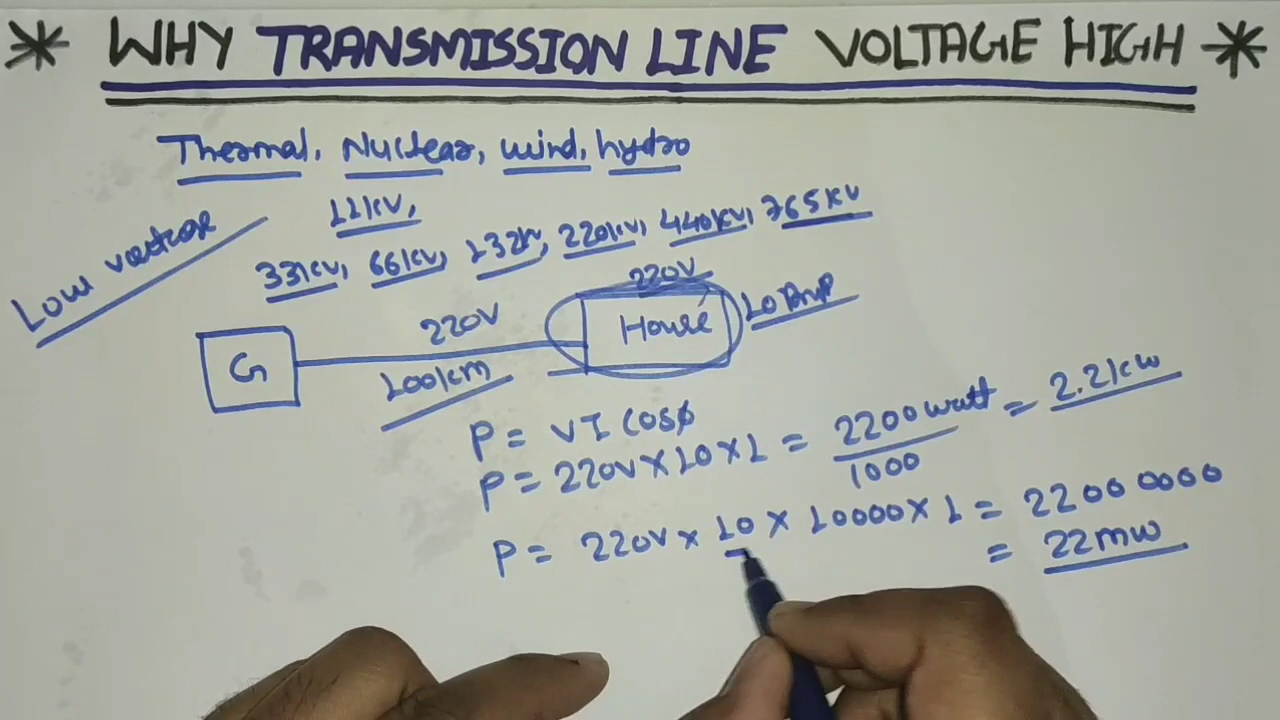 * WHY TRANSMISSION LINE VOLTAGE HIGH *
Thermal, Nuclear, wind, hydro
Low voltage
11KV,
33KV, 66KV, 132KV, 220KV, 440KV, 765KV
220V
220V
G
House
10 Amp
100km
P = VI COSϕ
P = 220V × 10 × 1 = 2200 watt = 2.2 kW
1000
P = 220V × 10 × 10000 × 1 = 22000000
= 22mw